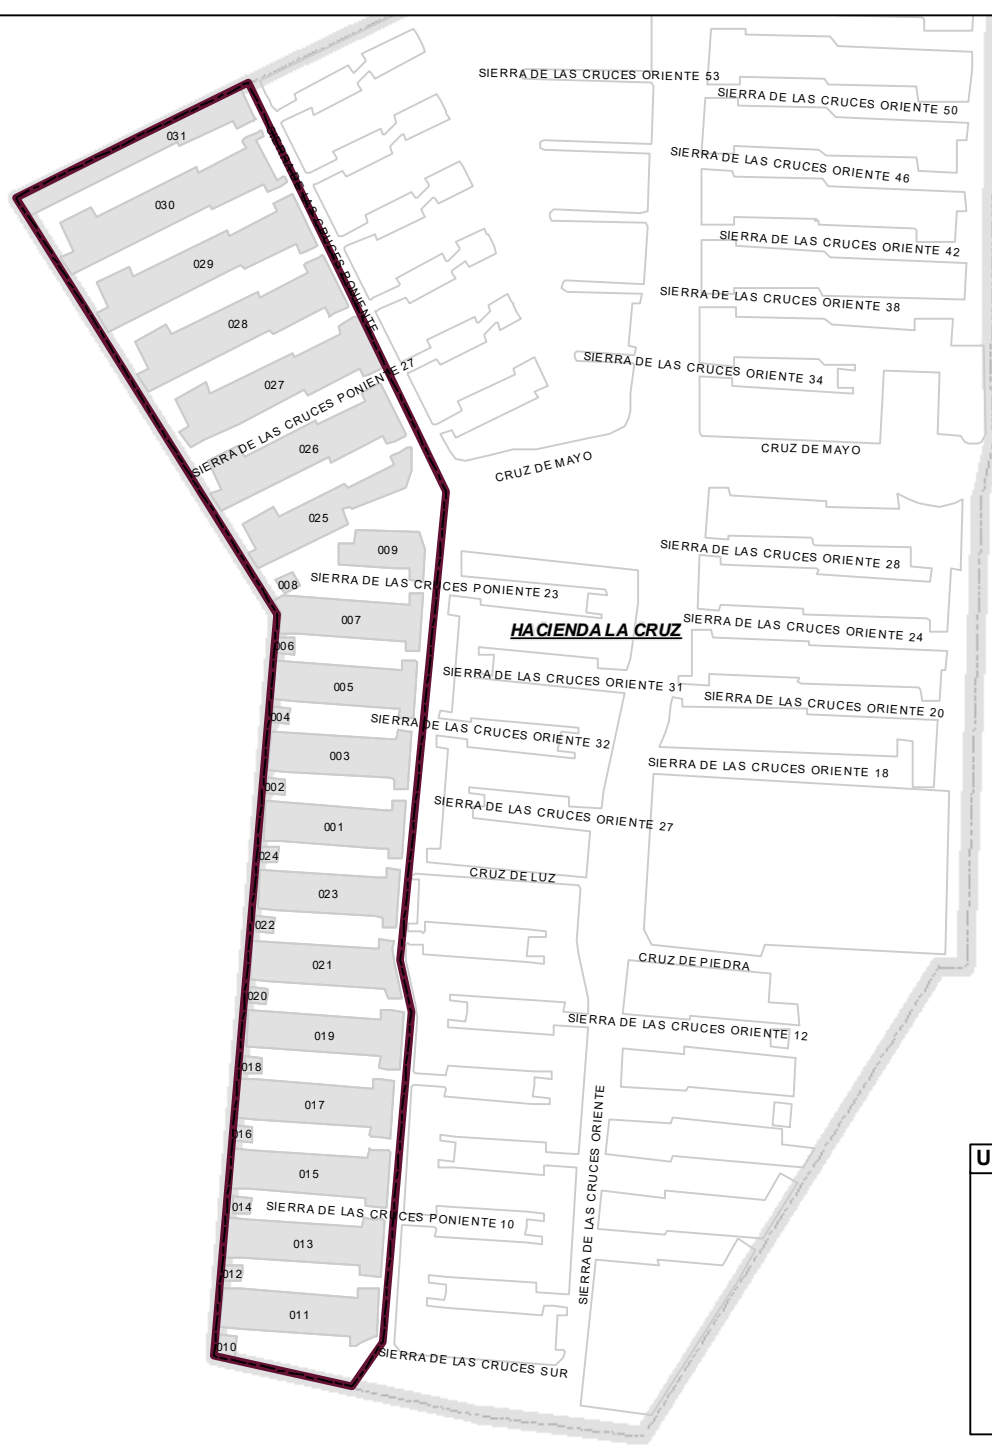 SIERRA DE LAS CRUCES ORIENTE 53
SIERRA DE LAS CRUCES ORIENTE 50
031
SIERRA DE LAS CRUCES PONIENTE
SIERRA DE LAS CRUCES ORIENTE 46
030
SIERRA DE LAS CRUCES ORIENTE 42
029
SIERRA DE LAS CRUCES ORIENTE 38
028
SIERRA DE LAS CRUCES ORIENTE 34
027
SIERRA DE LAS CRUCES PONIENTE 27
026
CRUZ DE MAYO
CRUZ DE MAYO
025
009
SIERRA DE LAS CRUCES ORIENTE 28
008
SIERRA DE LAS CRUCES PONIENTE 23
007
HACIENDA LA CRUZ
SIERRA DE LAS CRUCES ORIENTE 24
006
005
SIERRA DE LAS CRUCES ORIENTE 31
SIERRA DE LAS CRUCES ORIENTE 20
004
SIERRA DE LAS CRUCES ORIENTE 32
003
SIERRA DE LAS CRUCES ORIENTE 18
002
001
SIERRA DE LAS CRUCES ORIENTE 27
024
CRUZ DE LUZ
023
022
021
CRUZ DE PIEDRA
020
019
SIERRA DE LAS CRUCES ORIENTE 12
018
017
016
SIERRA DE LAS CRUCES ORIENTE
U
015
014
SIERRA DE LAS CRUCES PONIENTE 10
013
012
011
010
SIERRA DE LAS CRUCES SUR